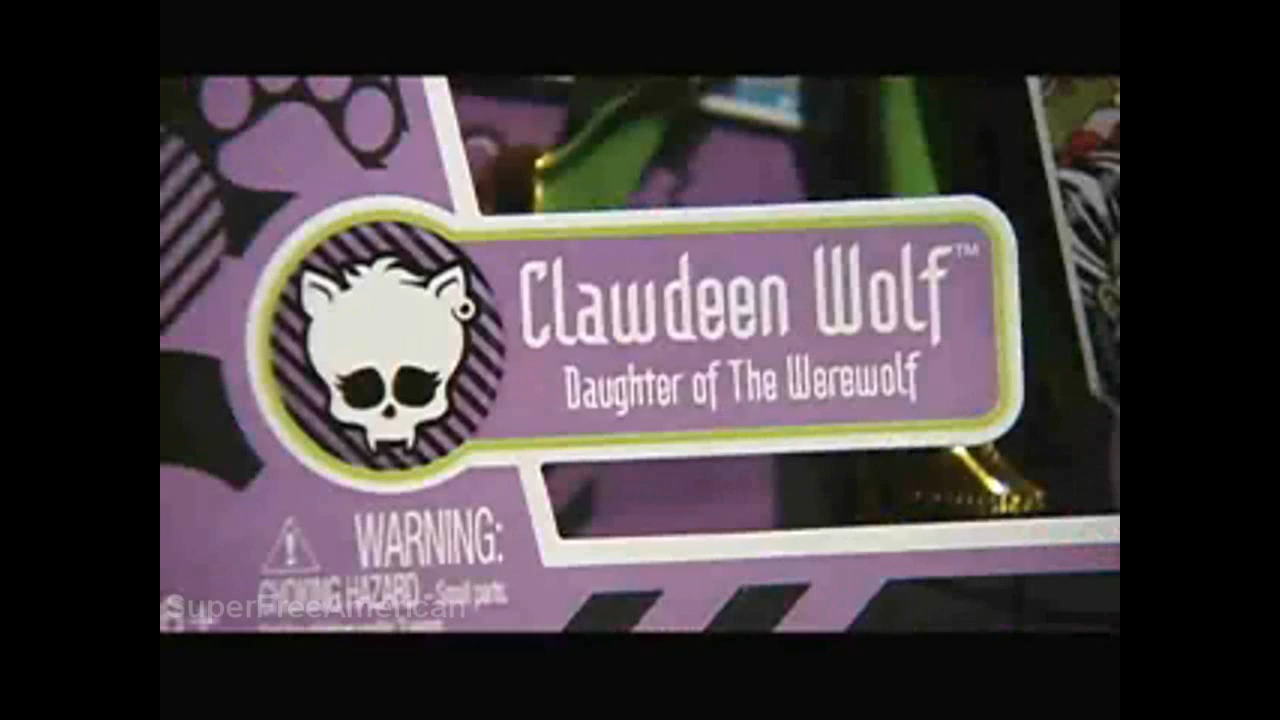 Clawdeen Wolf™
Daughter of The Werewolf
WARNING:
CHOKING HAZARD - Small parts
SuperFreeAmerican